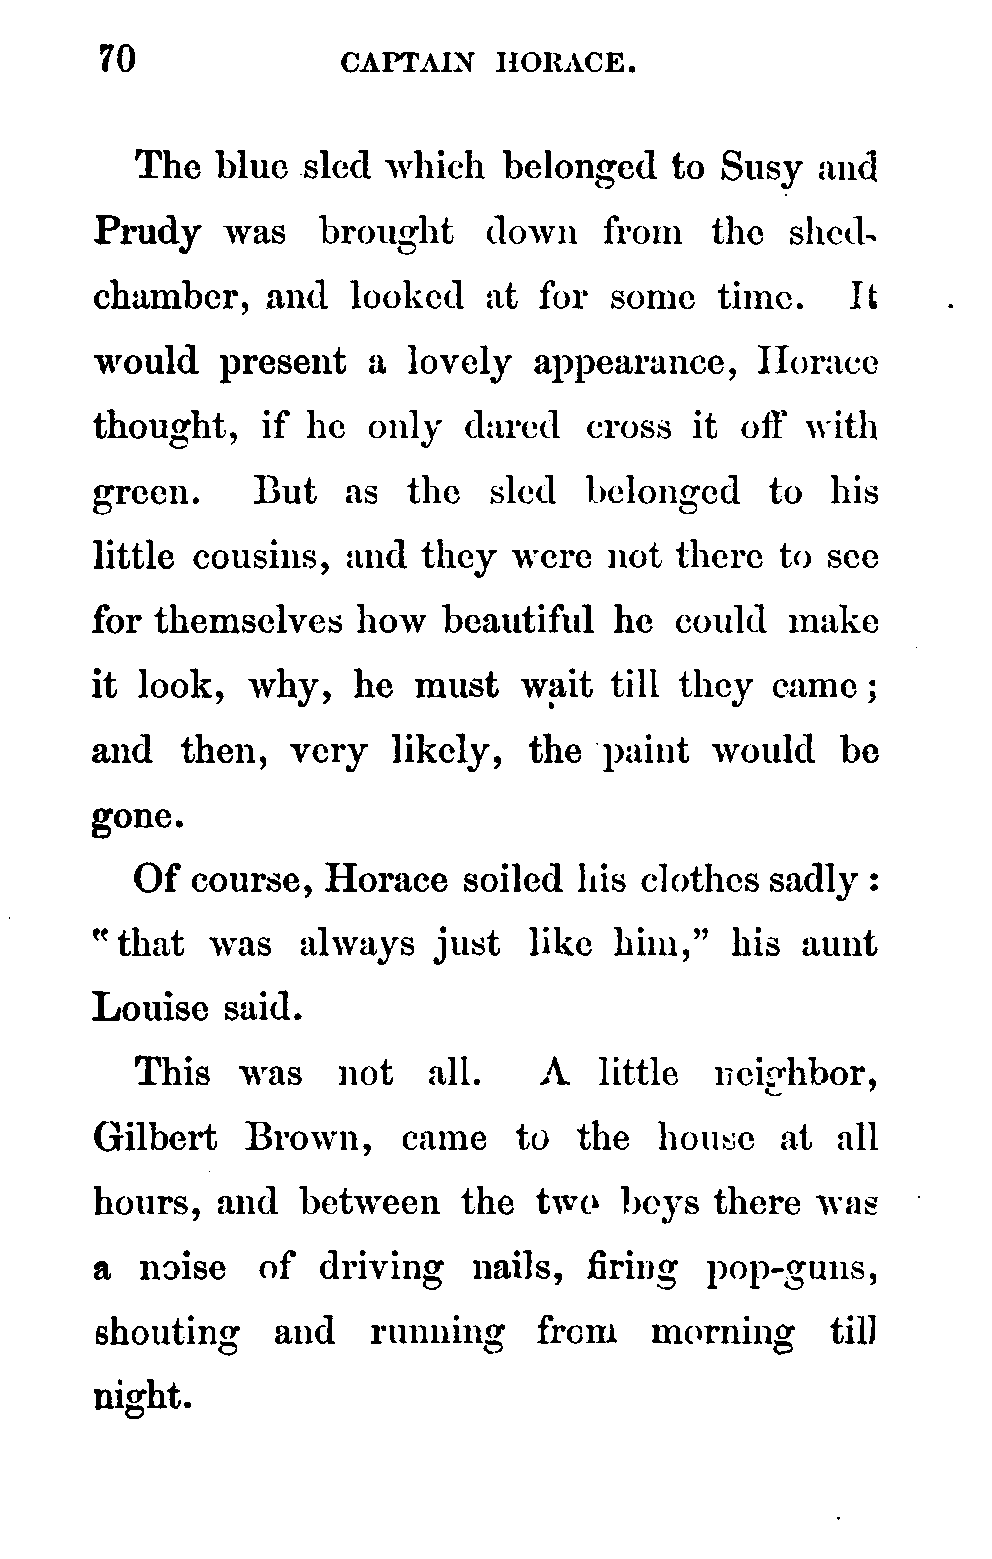 70 CAPTAIN HORACE.
The blue sled which belonged to Susy and
Prudy was brought down from the shed-
chamber, and looked at for some time. It
would present a lovely appearance, Horace
thought, if he only dared cross it off with
green. But as the sled belonged to his
little cousins, and they were not there to see
for themselves how beautiful he could make
it look, why, he must wait till they came;
and then, very likely, the paint would be
gone.
Of course, Horace soiled his clothes sadly:
"that was always just like him," his aunt
Louise said.
This was not all. A little neighbor,
Gilbert Brown, came to the house at all
hours, and between the two boys there was
a noise of driving nails, firing pop-guns,
shouting and running from morning till
night.